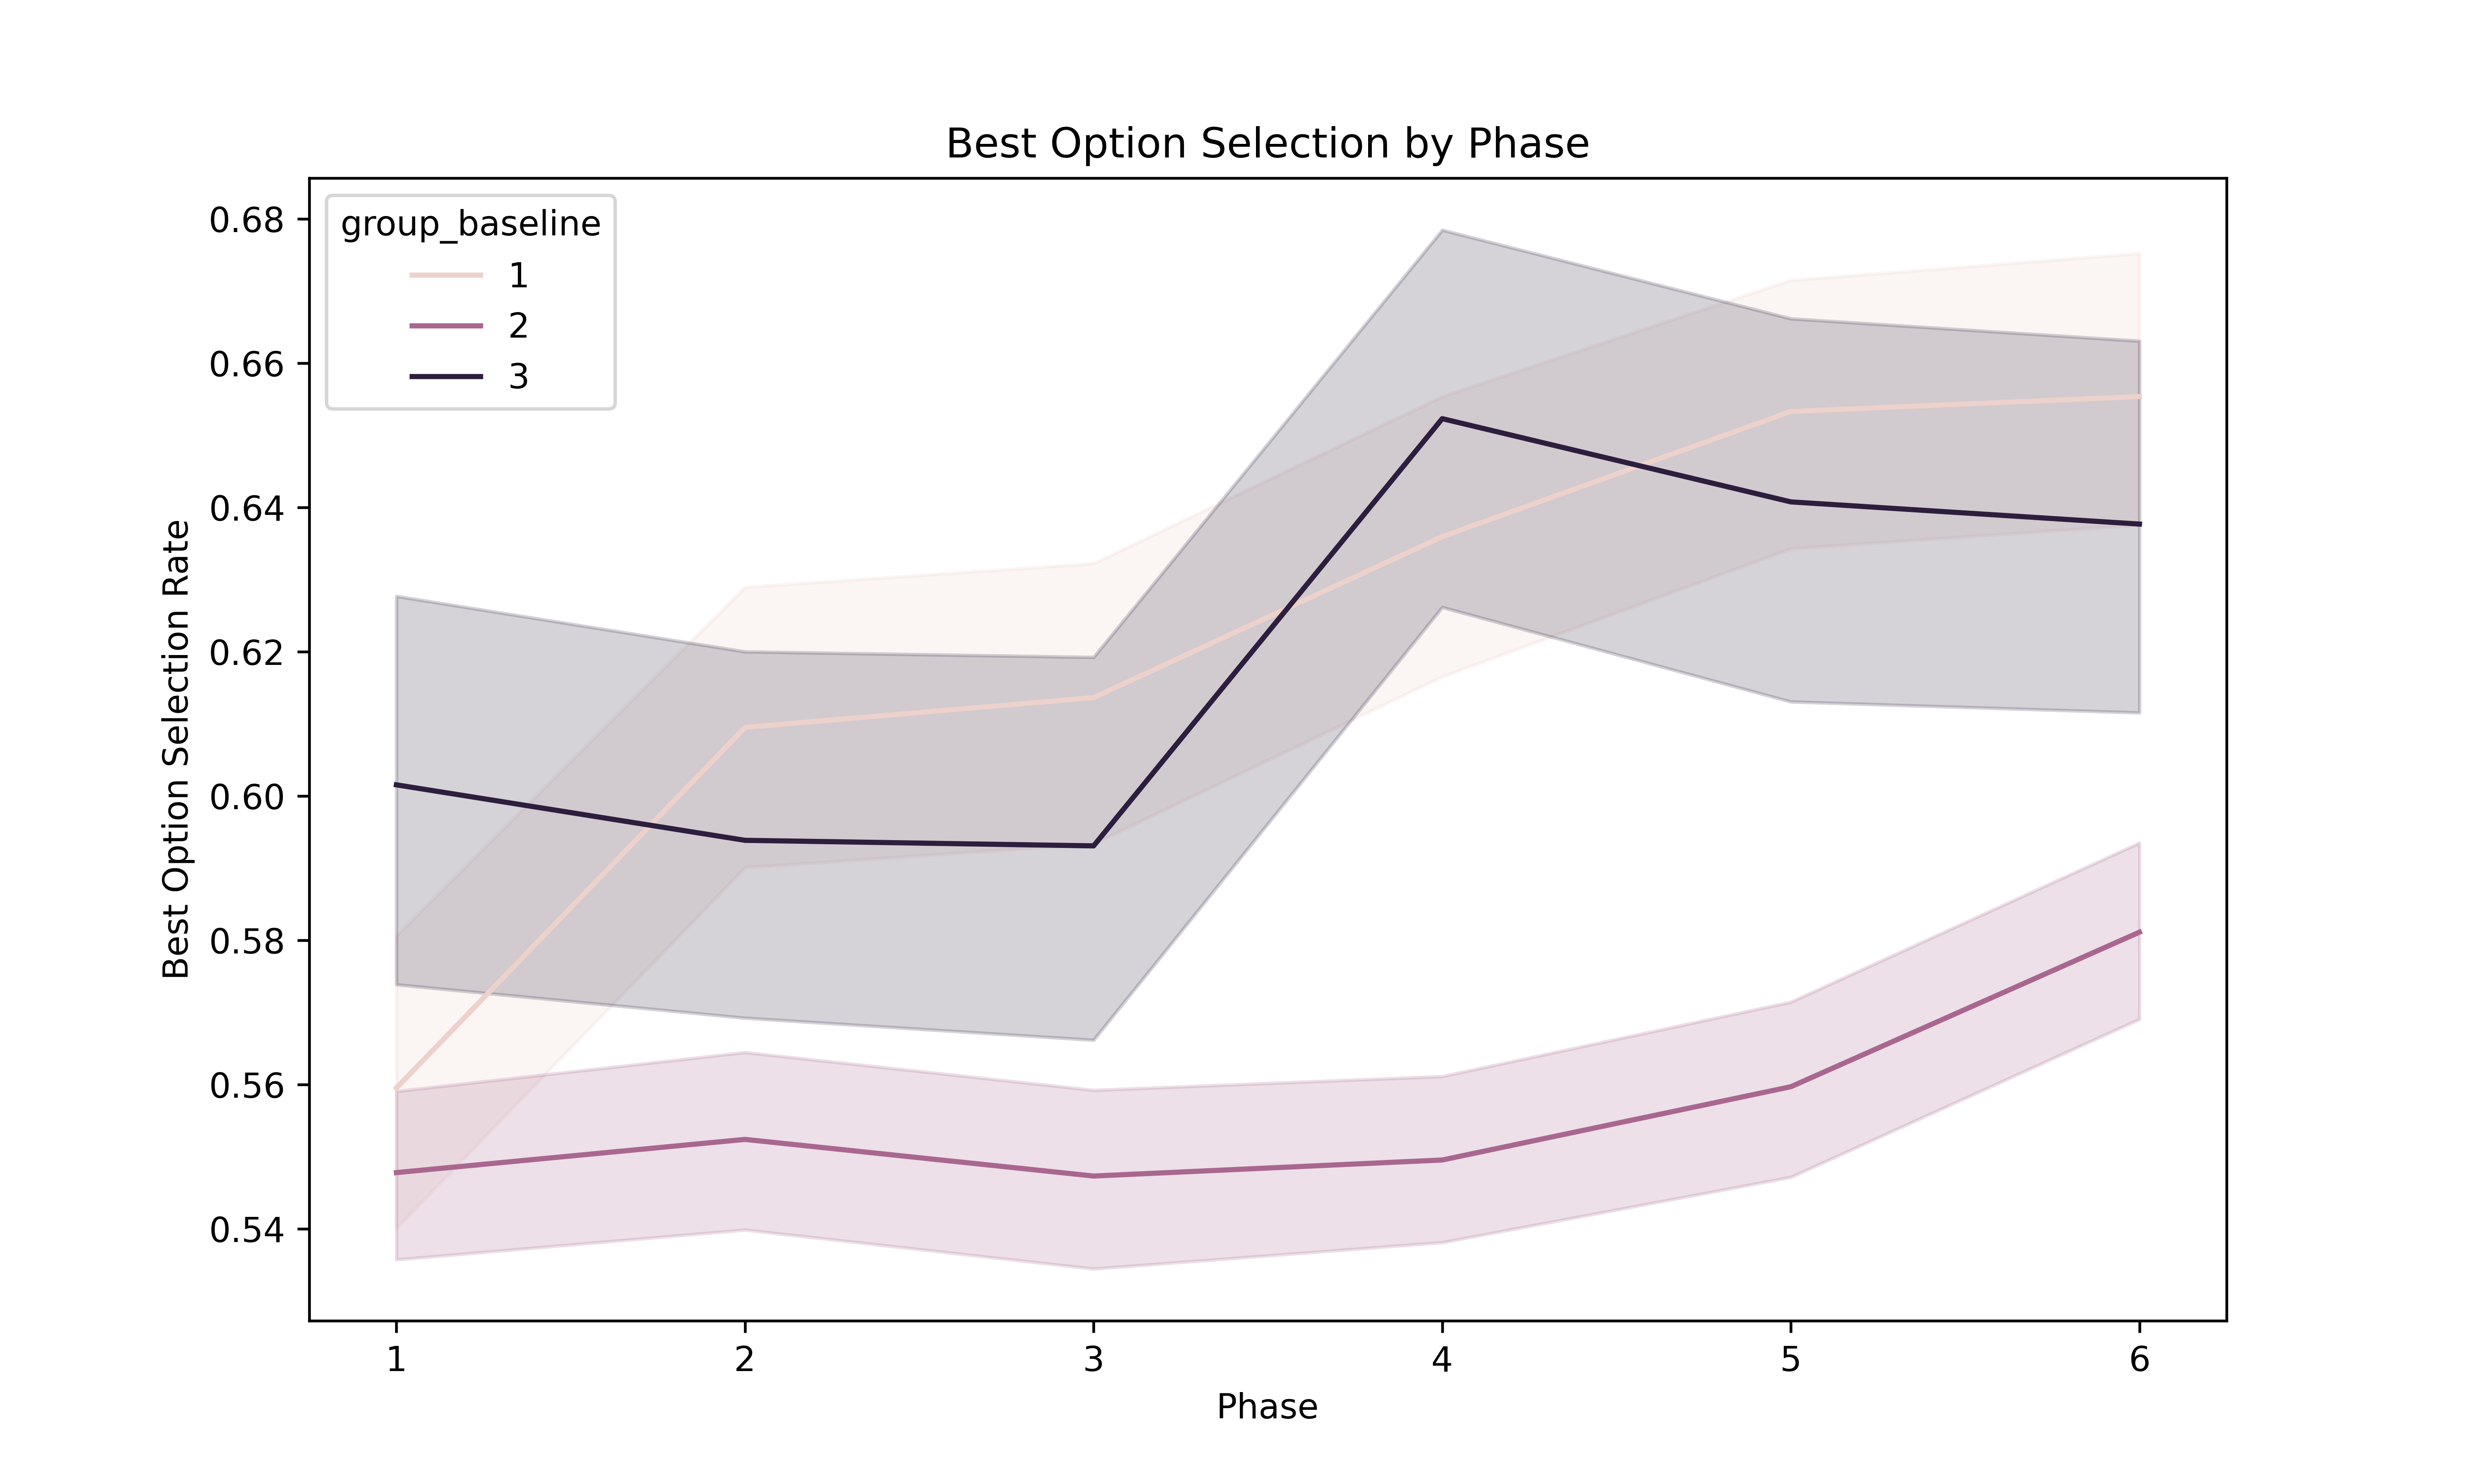 Best Option Selection by Phase
group_baseline
1
2
3
0.68
0.66
0.64
0.62
0.60
0.58
0.56
0.54
Best Option Selection Rate
1 2 3 4 5 6
Phase